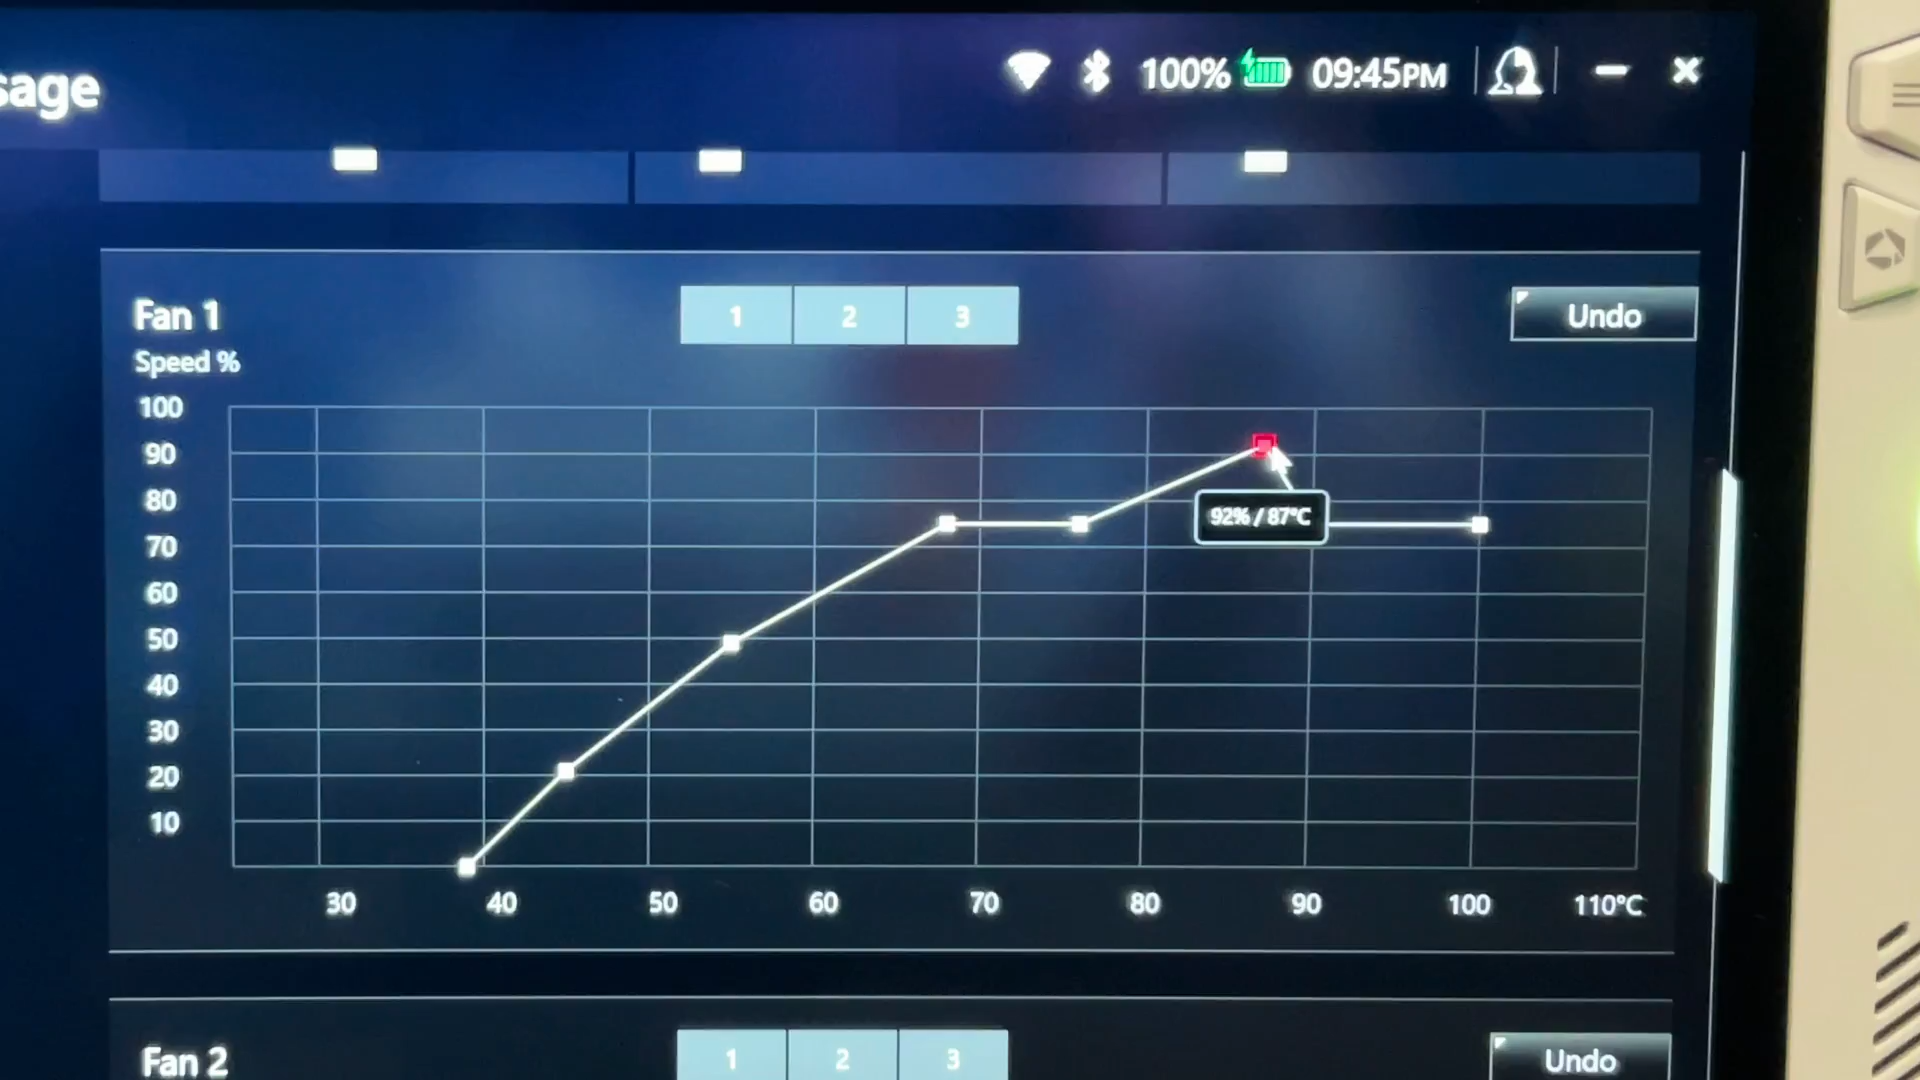 sage
100% 09:45PM
Fan 1
1 2 3
Undo
Speed %
100
90
80
70
60
50
40
30
20
10
92% / 87°C
30 40 50 60 70 80 90 100 110°C
Fan 2
1 2 3
Undo